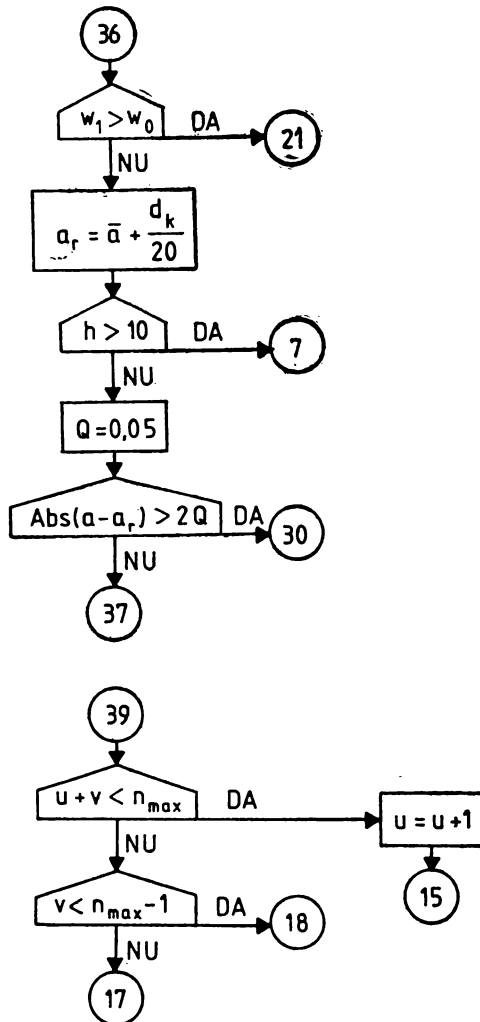 36
w₁ > w₀ DA
21
NU
aᵣ = ā + dₖ/20
h > 10 DA
7
NU
Q = 0,05
Abs(a-aᵣ) > 2Q DA
30
NU
37
39
u + v < nₘₐₓ DA
u = u+1
NU
15
v < nₘₐₓ-1 DA
18
NU
17